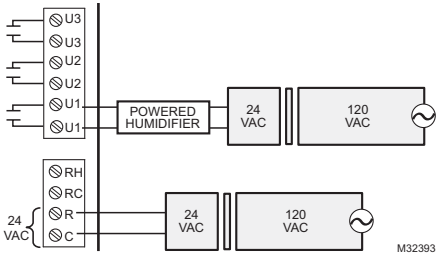 U3
U3
U2
U2
U1
U1
POWERED
HUMIDIFIER
24
VAC
120
VAC
RH
RC
R
C
24
VAC
24
VAC
120
VAC
M32393